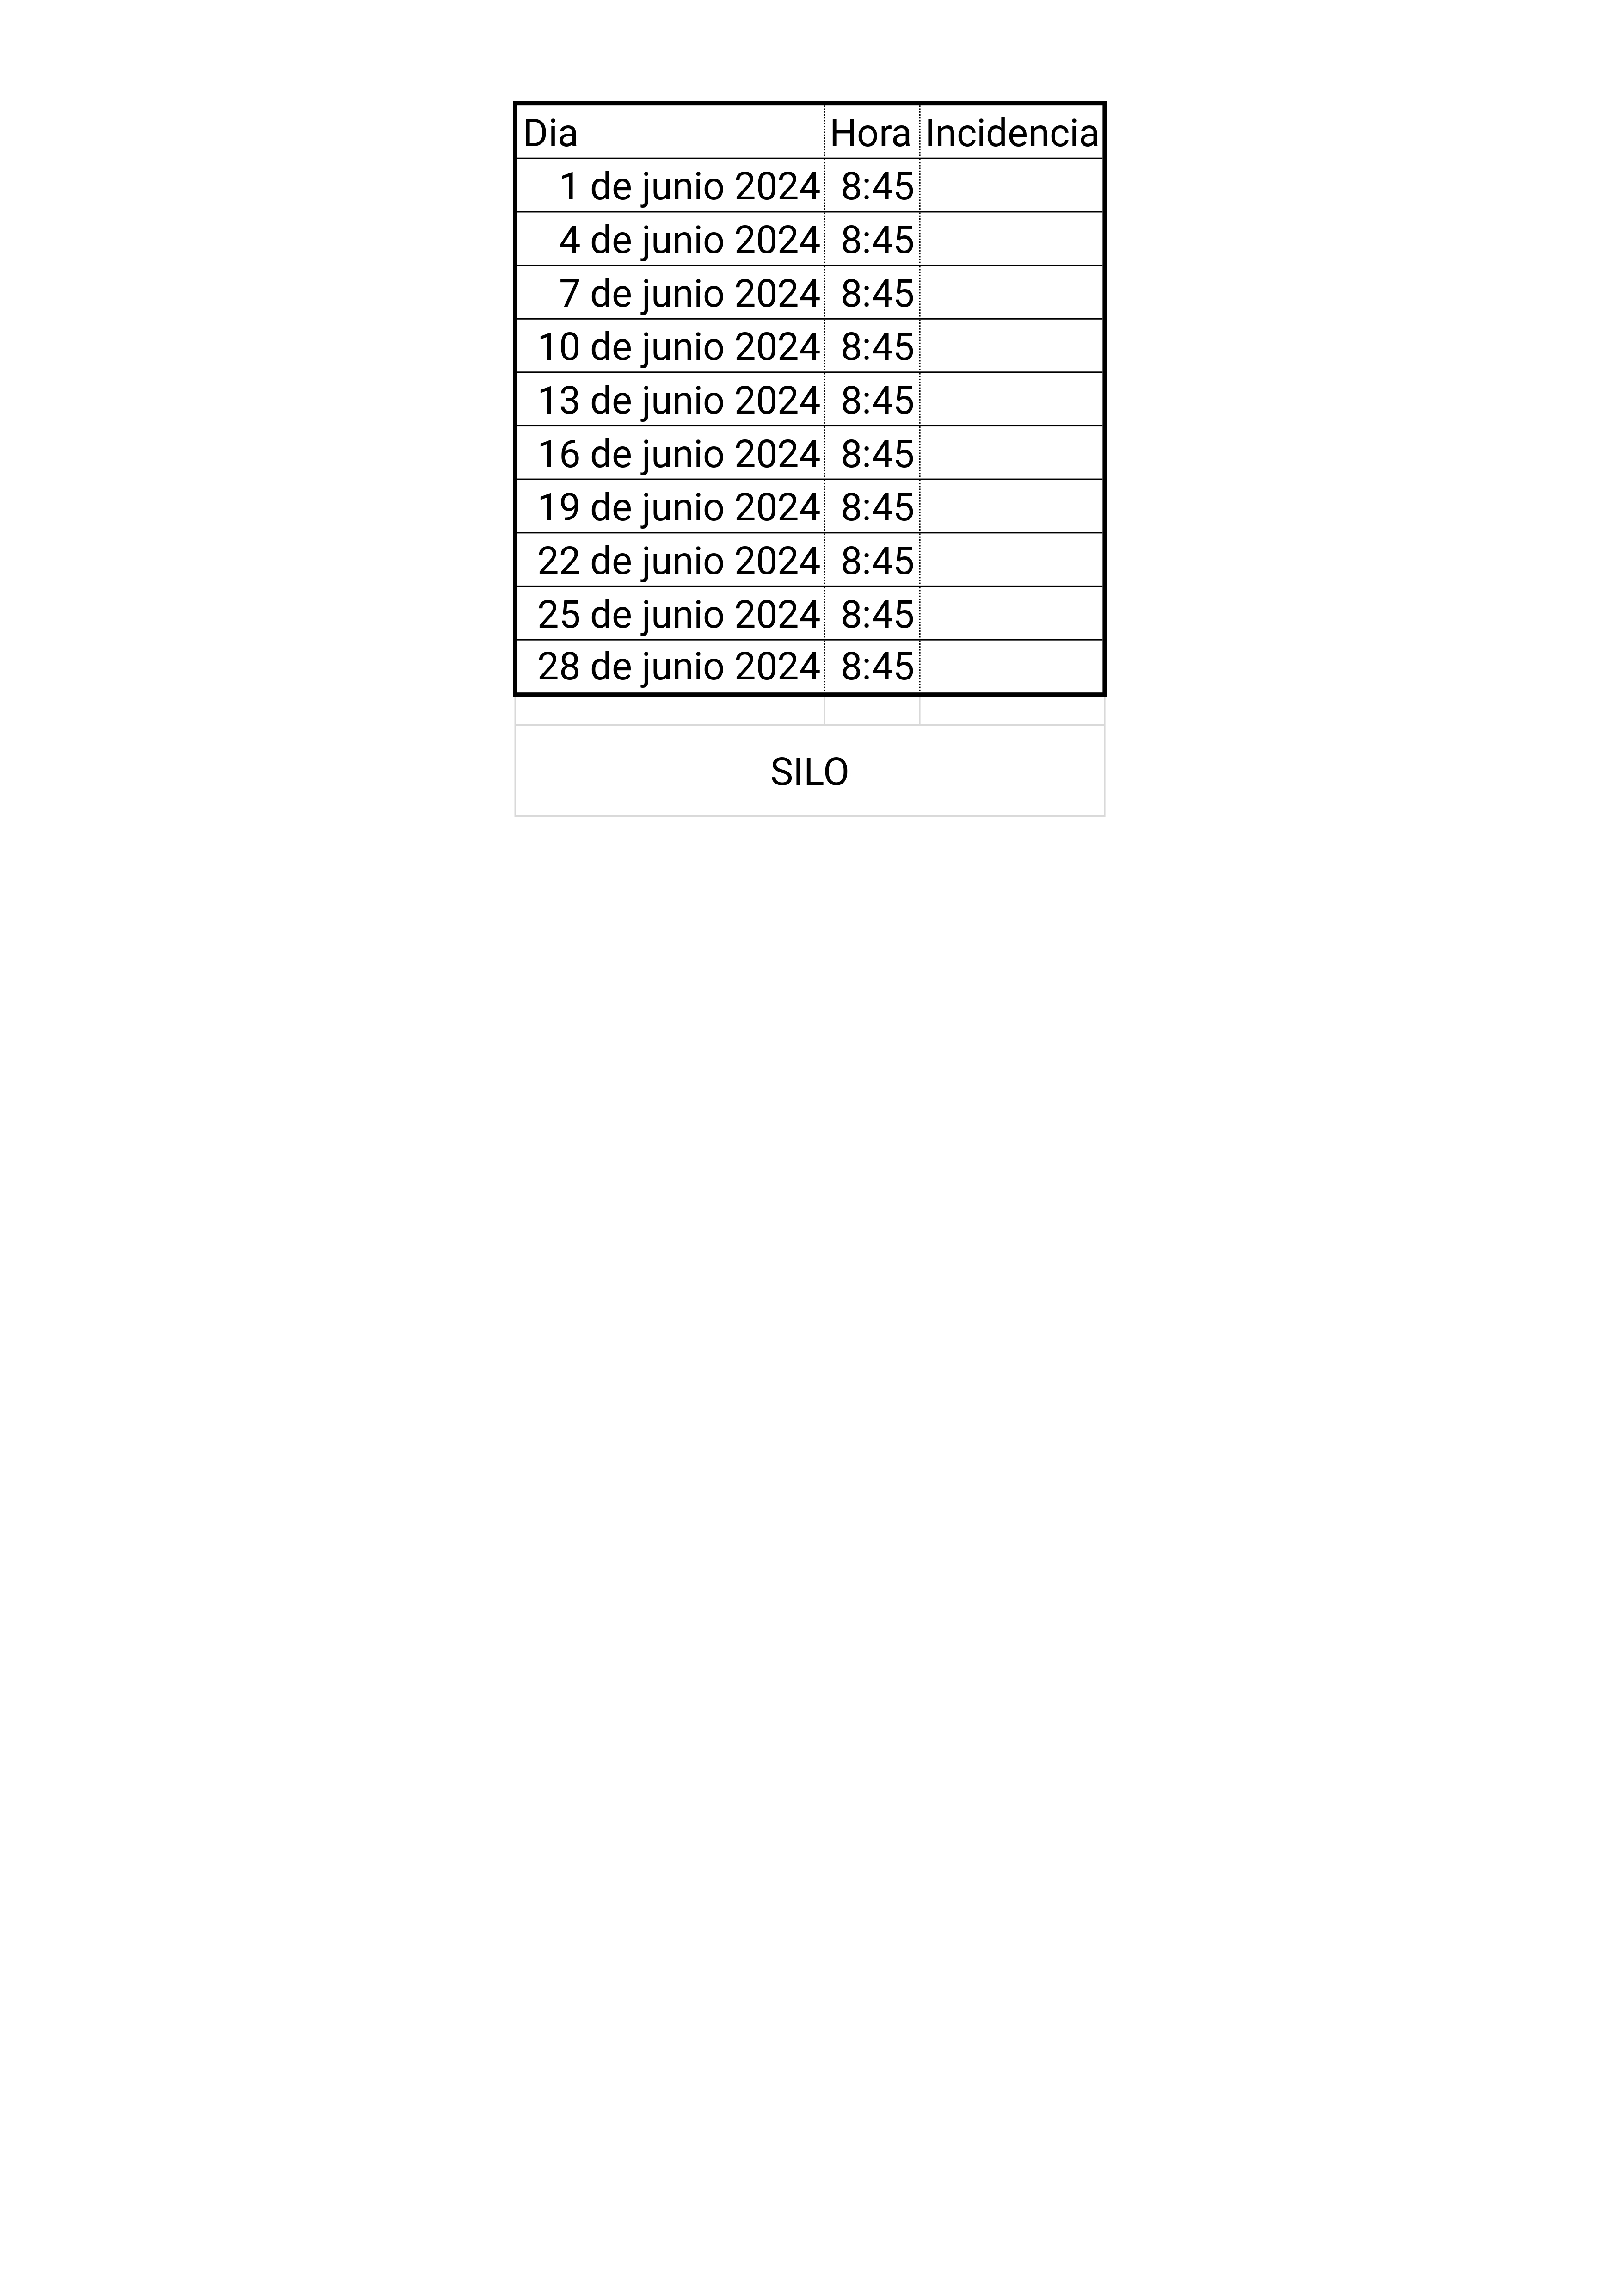 Dia Hora Incidencia
1 de junio 2024 8:45
4 de junio 2024 8:45
7 de junio 2024 8:45
10 de junio 2024 8:45
13 de junio 2024 8:45
16 de junio 2024 8:45
19 de junio 2024 8:45
22 de junio 2024 8:45
25 de junio 2024 8:45
28 de junio 2024 8:45
SILO